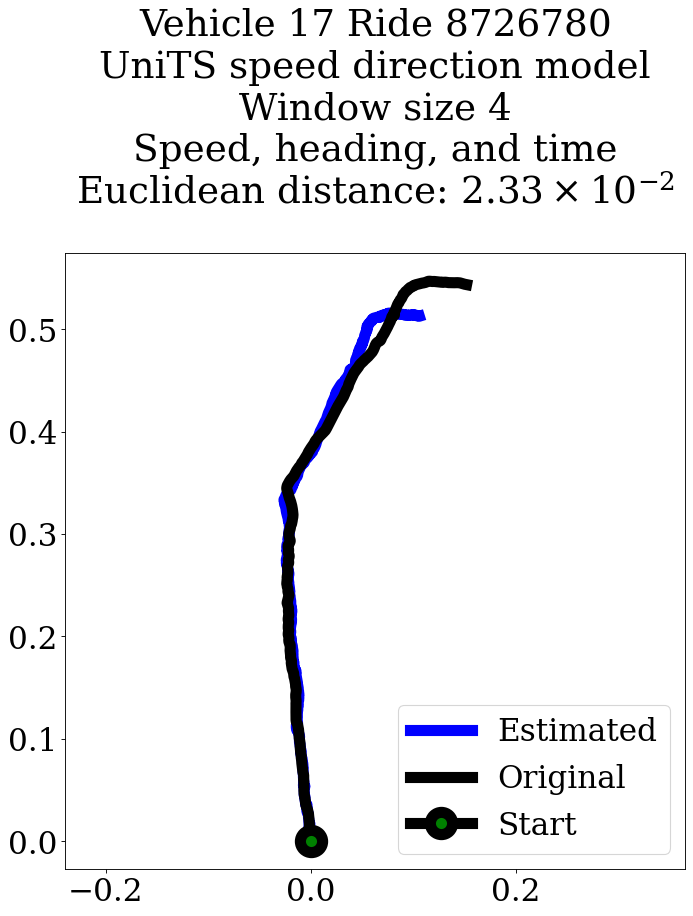 Vehicle 17 Ride 8726780
UniTS speed direction model
Window size 4
Speed, heading, and time
Euclidean distance: 2.33 × 10⁻²
0.5
0.4
0.3
0.2
0.1
0.0
−0.2 0.0 0.2
Estimated
Original
Start